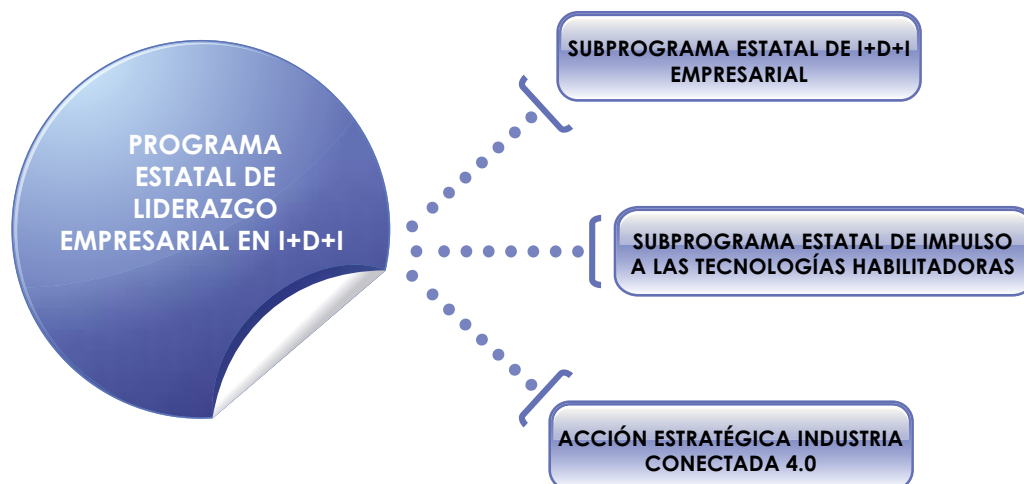 PROGRAMA
ESTATAL DE
LIDERAZGO
EMPRESARIAL EN I+D+I
SUBPROGRAMA ESTATAL DE I+D+I
EMPRESARIAL
SUBPROGRAMA ESTATAL DE IMPULSO
A LAS TECNOLOGÍAS HABILITADORAS
ACCIÓN ESTRATÉGICA INDUSTRIA
CONECTADA 4.0